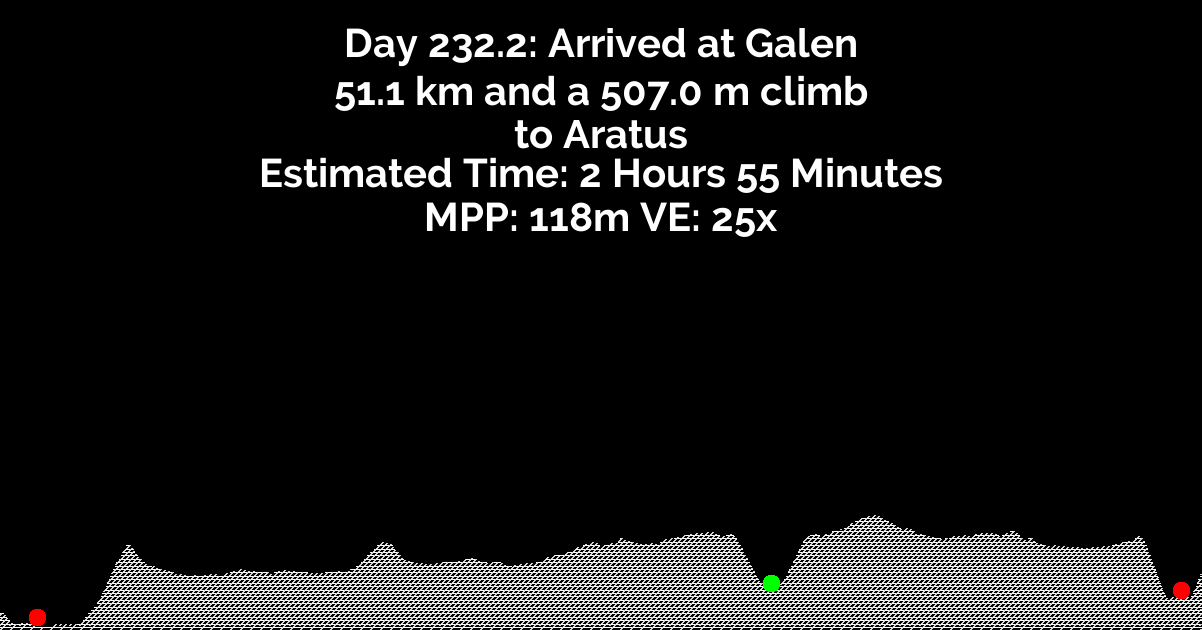 Day 232.2: Arrived at Galen
51.1 km and a 507.0 m climb
to Aratus
Estimated Time: 2 Hours 55 Minutes
MPP: 118m VE: 25x